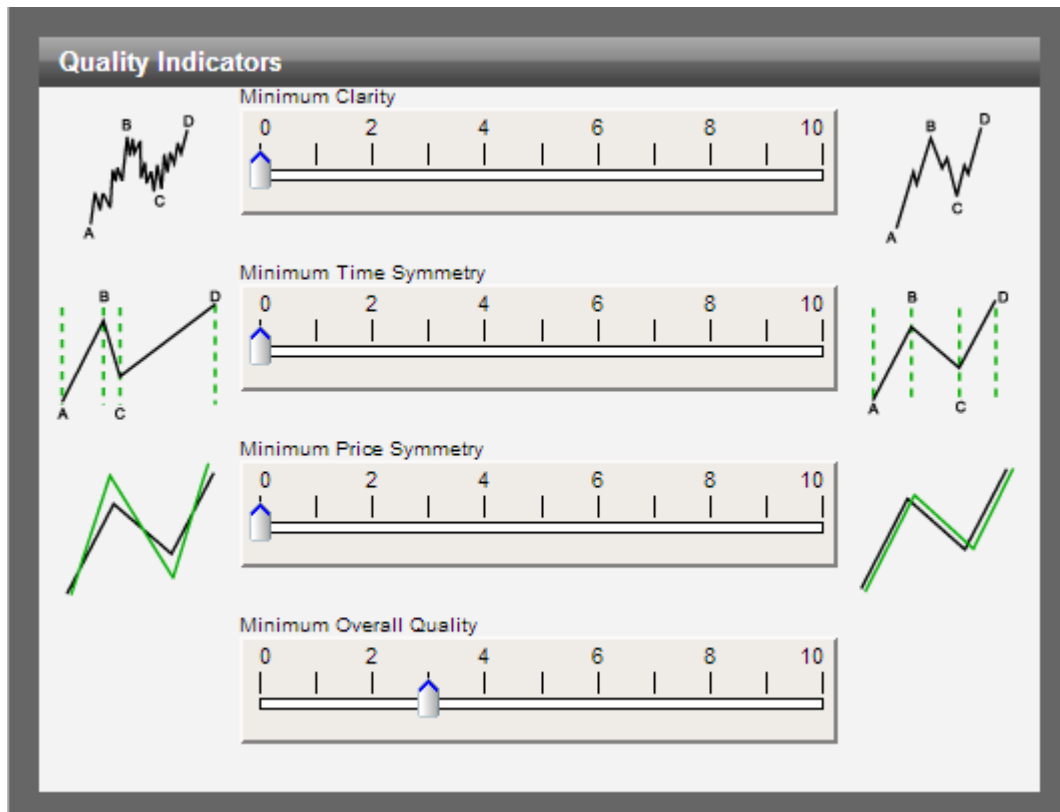 Quality Indicators
Minimum Clarity
0 2 4 6 8 10
B D
C
A
B D
C
A
Minimum Time Symmetry
0 2 4 6 8 10
B D
A C
B D
A C
Minimum Price Symmetry
0 2 4 6 8 10
Minimum Overall Quality
0 2 4 6 8 10